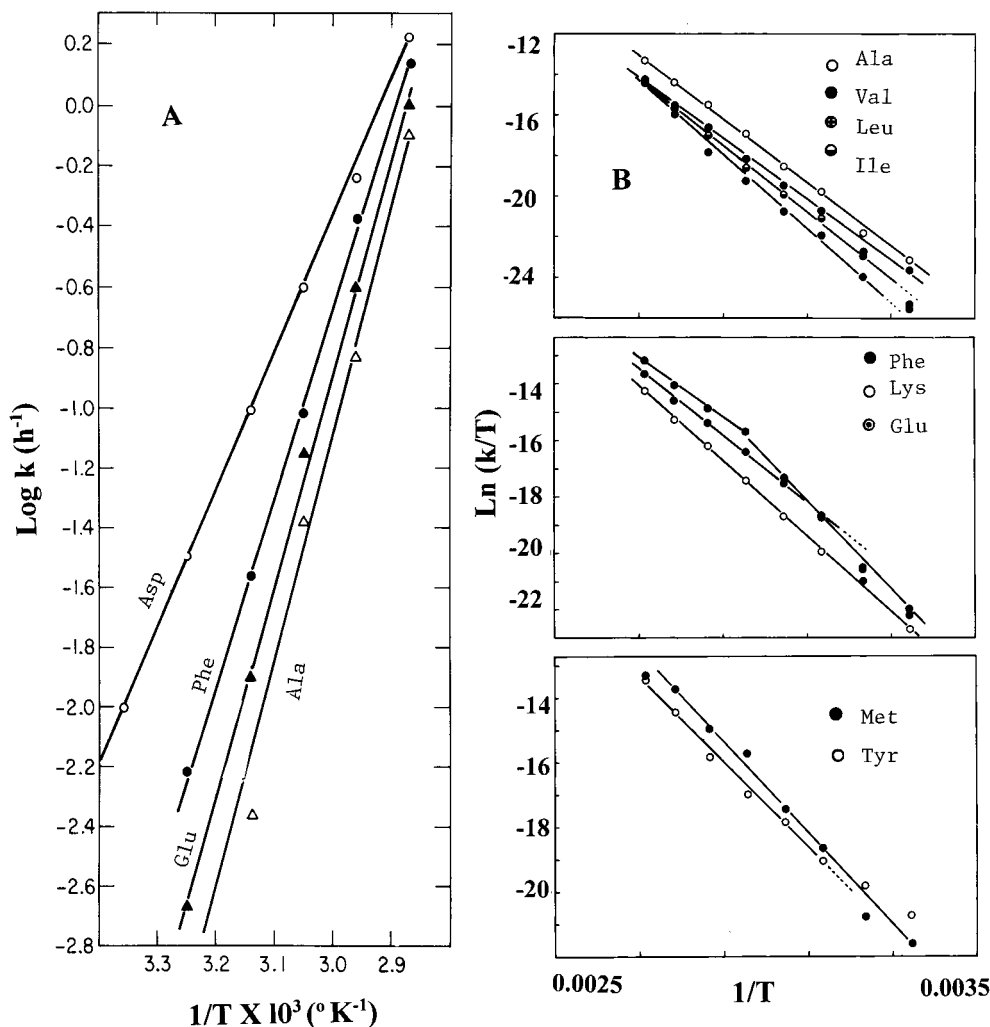 A
Log k (h⁻¹)
0.2
0.0
-0.2
-0.4
-0.6
-0.8
-1.0
-1.2
-1.4
-1.6
-1.8
-2.0
-2.2
-2.4
-2.6
-2.8
Asp
Phe
Glu
Ala
3.3
3.2
3.1
3.0
2.9
1/T X 10³ (° K⁻¹)
B
Ln (k/T)
-12
-16
-20
-24
Ala
Val
Leu
Ile
-14
-16
-18
-20
-22
Phe
Lys
Glu
-14
-16
-18
-20
Met
Tyr
0.0025
1/T
0.0035